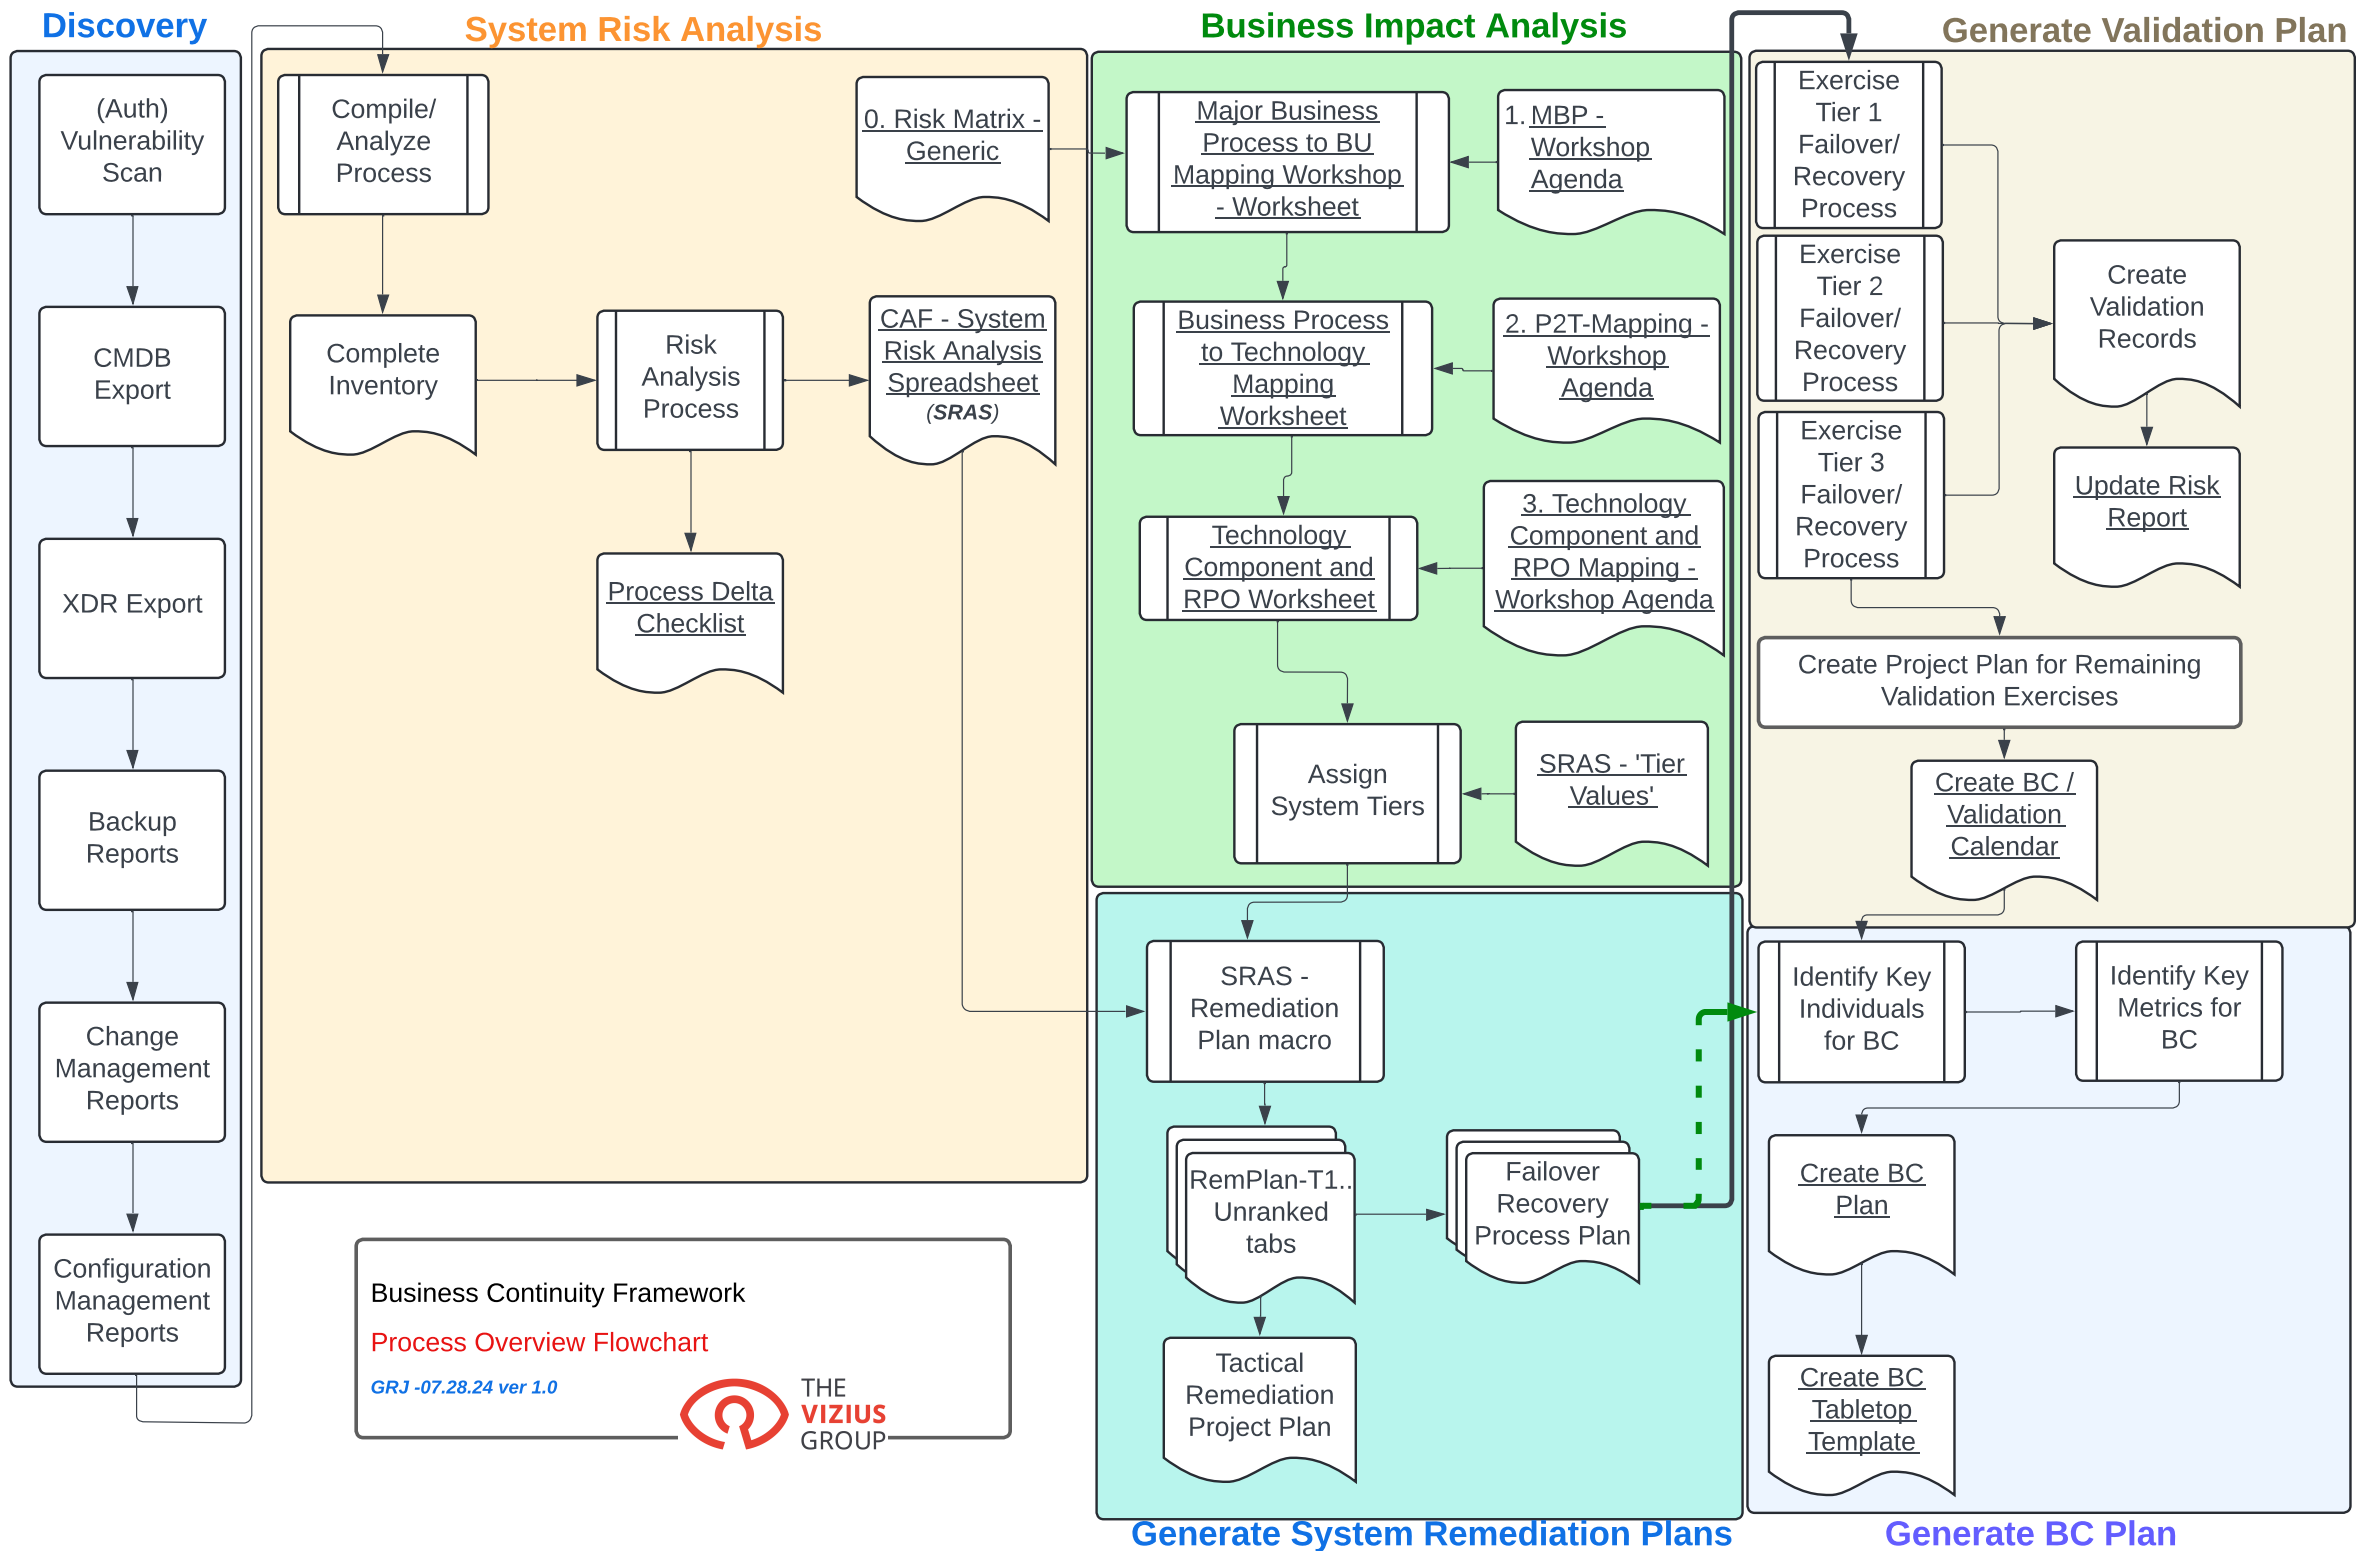 Discovery
(Auth)
Vulnerability
Scan
CMDB
Export
XDR Export
Backup
Reports
Change
Management
Reports
Configuration
Management
Reports
System Risk Analysis
Compile/
Analyze
Process
0. Risk Matrix -
Generic
Complete
Inventory
Risk
Analysis
Process
CAF - System
Risk Analysis
Spreadsheet
(SRAS)
Process Delta
Checklist
Business Impact Analysis
Major Business
Process to BU
Mapping Workshop
- Worksheet
1. MBP -
Workshop
Agenda
Business Process
to Technology
Mapping
Worksheet
2. P2T-Mapping -
Workshop
Agenda
Technology
Component and
RPO Worksheet
3. Technology
Component and
RPO Mapping -
Workshop Agenda
Assign
System Tiers
SRAS - 'Tier
Values'
SRAS -
Remediation
Plan macro
RemPlan-T1..
Unranked
tabs
Failover
Recovery
Process Plan
Tactical
Remediation
Project Plan
Generate System Remediation Plans
Generate Validation Plan
Exercise
Tier 1
Failover/
Recovery
Process
Exercise
Tier 2
Failover/
Recovery
Process
Exercise
Tier 3
Failover/
Recovery
Process
Create
Validation
Records
Update Risk
Report
Create Project Plan for Remaining
Validation Exercises
Create BC /
Validation
Calendar
Identify Key
Individuals
for BC
Identify Key
Metrics for
BC
Create BC
Plan
Create BC
Tabletop
Template
Generate BC Plan
Business Continuity Framework
Process Overview Flowchart
GRJ -07.28.24 ver 1.0
THE
VIZIUS
GROUP